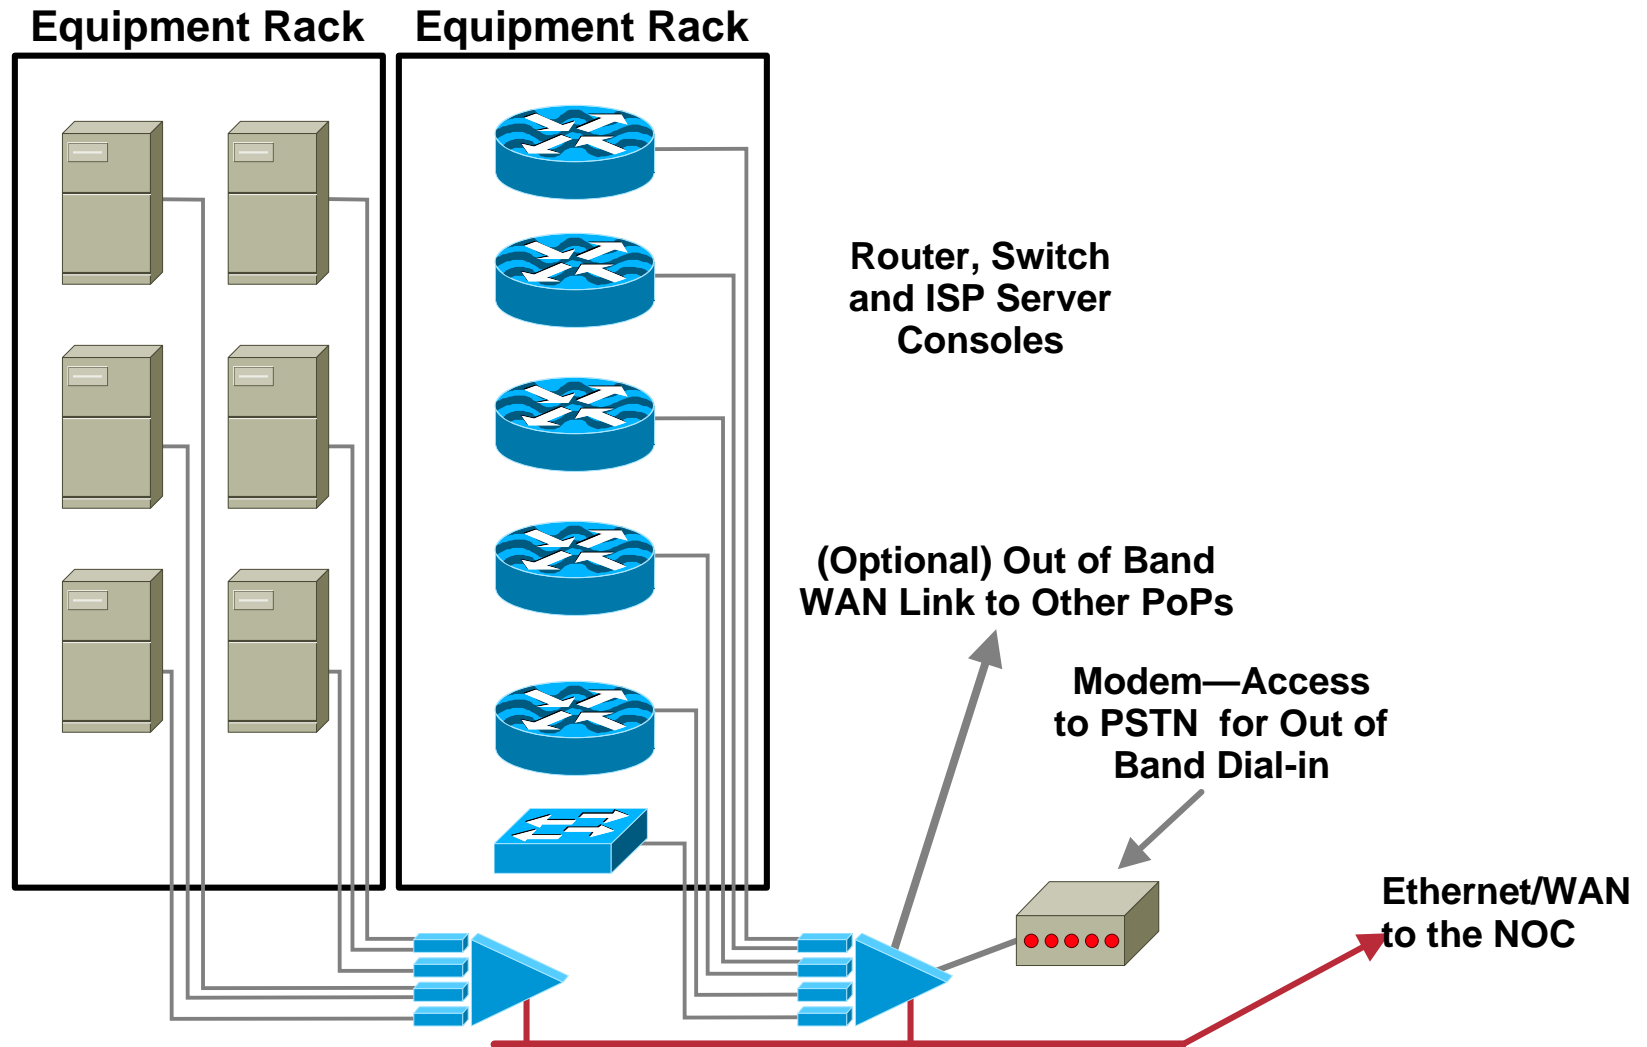 Equipment Rack
Equipment Rack
Router, Switch
and ISP Server
Consoles
(Optional) Out of Band
WAN Link to Other PoPs
Modem—Access
to PSTN for Out of
Band Dial-in
Ethernet/WAN
to the NOC